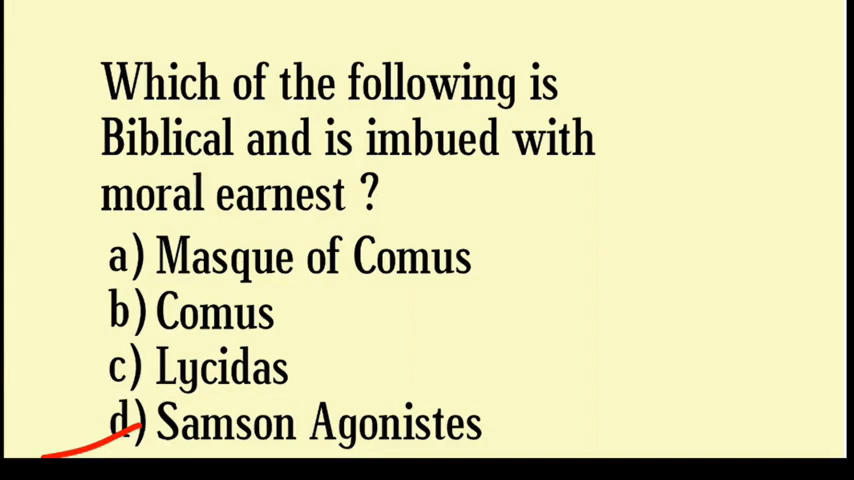 Which of the following is
Biblical and is imbued with
moral earnest ?
a) Masque of Comus
b) Comus
c) Lycidas
d) Samson Agonistes